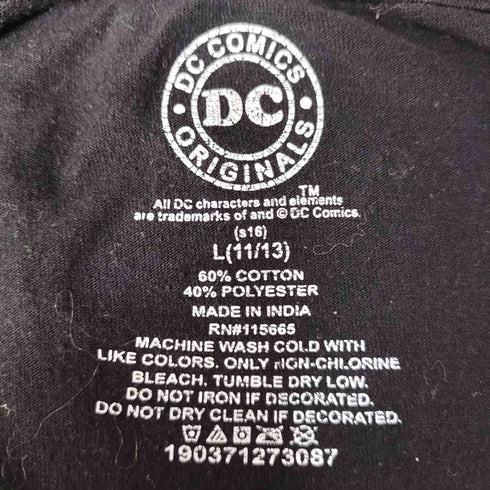 DC COMICS
DC
ORIGINALS
TM
All DC characters and elements
are trademarks of and © DC Comics.
(s16)
L(11/13)
60% COTTON
40% POLYESTER
MADE IN INDIA
RN#115665
MACHINE WASH COLD WITH
LIKE COLORS. ONLY NON-CHLORINE
BLEACH. TUMBLE DRY LOW.
DO NOT IRON IF DECORATED.
DO NOT DRY CLEAN IF DECORATED.
190371273087